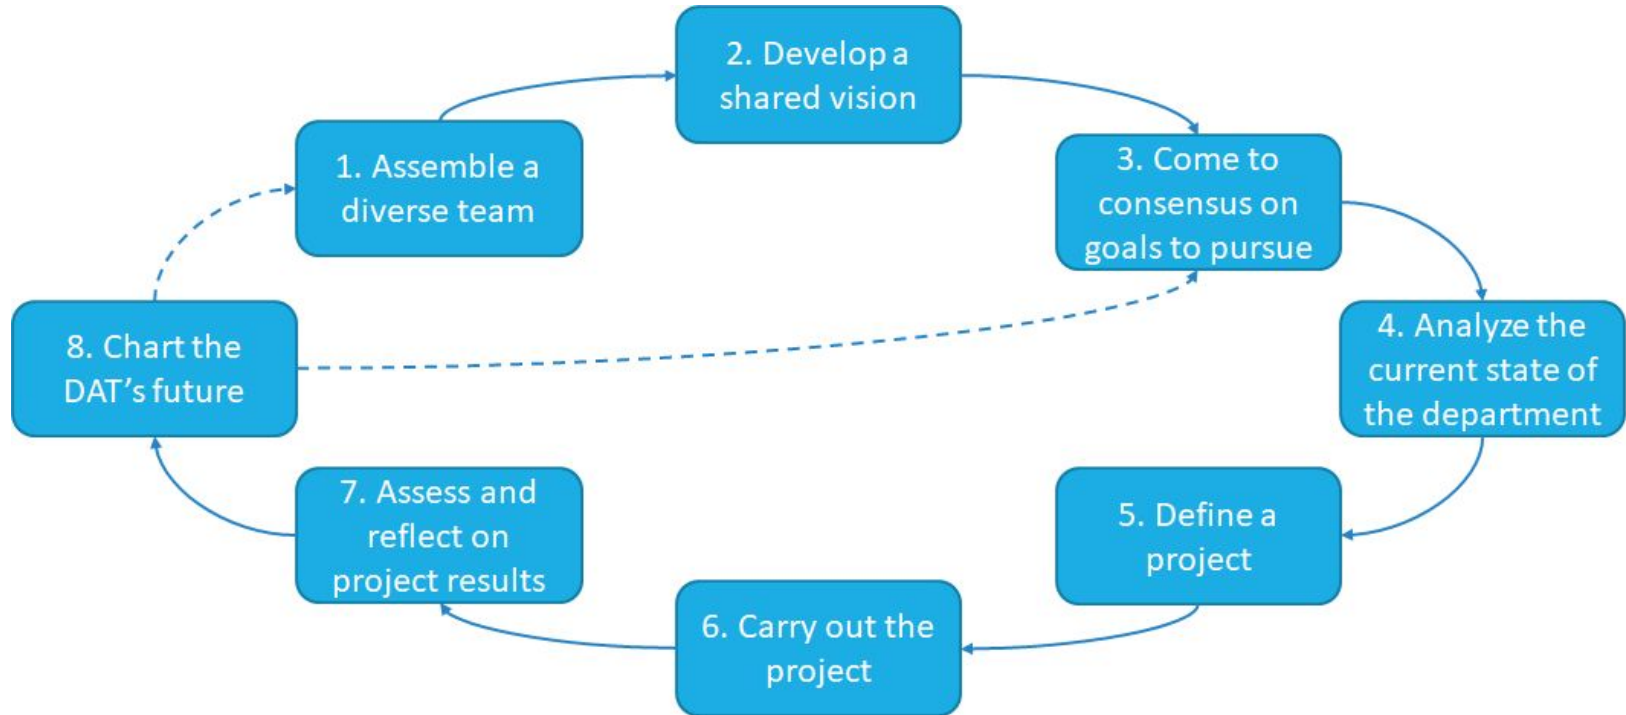 1. Assemble a
diverse team
2. Develop a
shared vision
3. Come to
consensus on
goals to pursue
4. Analyze the
current state of
the department
5. Define a
project
6. Carry out the
project
7. Assess and
reflect on
project results
8. Chart the
DAT’s future